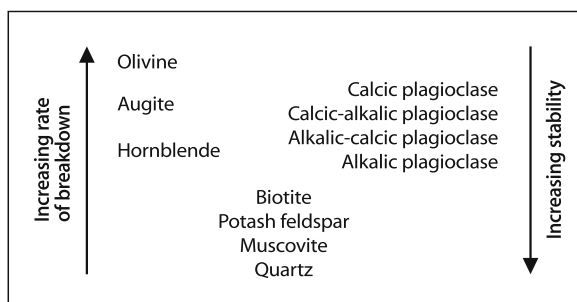 Increasing rate
of breakdown
Olivine
Augite
Hornblende
Calcic plagioclase
Calcic-alkalic plagioclase
Alkalic-calcic plagioclase
Alkalic plagioclase
Biotite
Potash feldspar
Muscovite
Quartz
Increasing stability